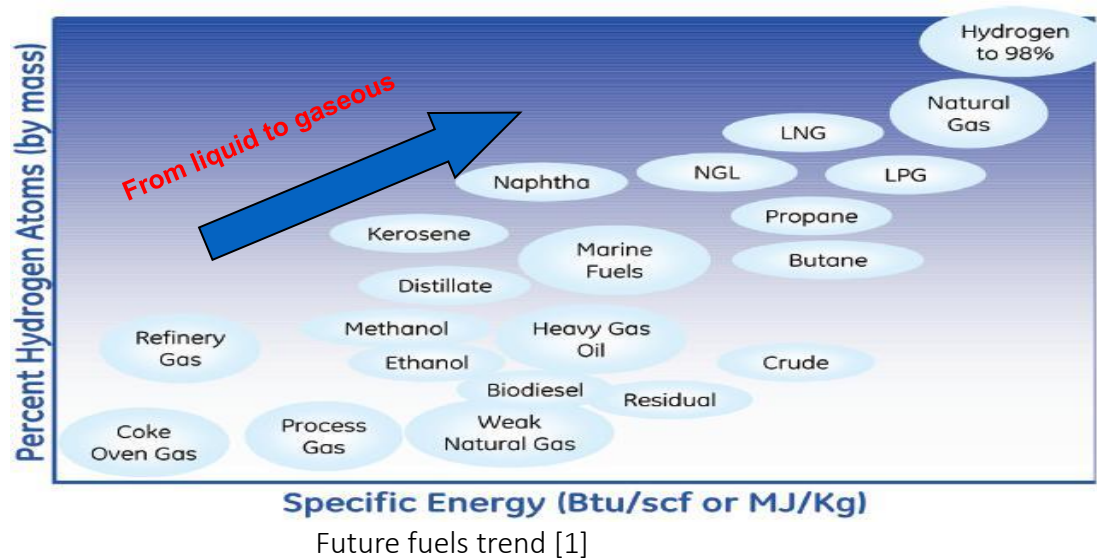 Percent Hydrogen Atoms (by mass)
From liquid to gaseous
Hydrogen
to 98%
Natural
Gas
LNG
NGL
LPG
Naphtha
Propane
Kerosene
Marine
Fuels
Butane
Distillate
Methanol
Heavy Gas
Oil
Refinery
Gas
Ethanol
Crude
Biodiesel
Residual
Coke
Oven Gas
Process
Gas
Weak
Natural Gas
Specific Energy (Btu/scf or MJ/Kg)
Future fuels trend [1]